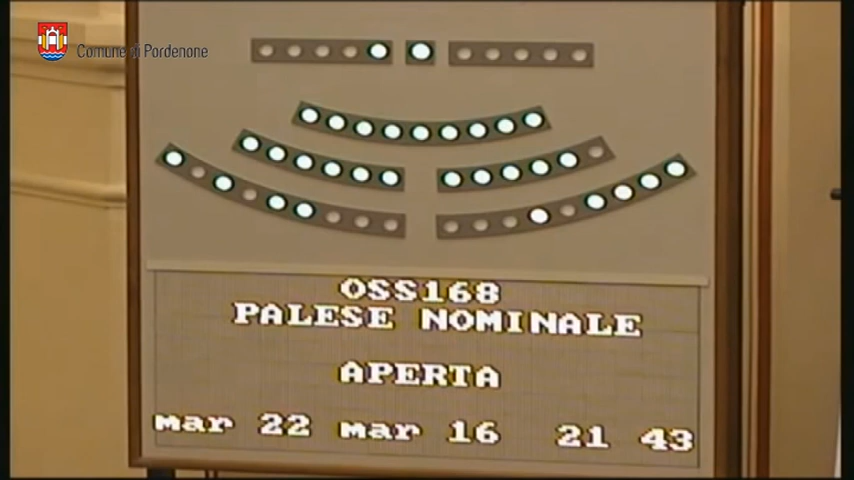 Comune di Pordenone
OSS168
PALESE NOMINALE
APERTA
mar 22 mar 16 21 43